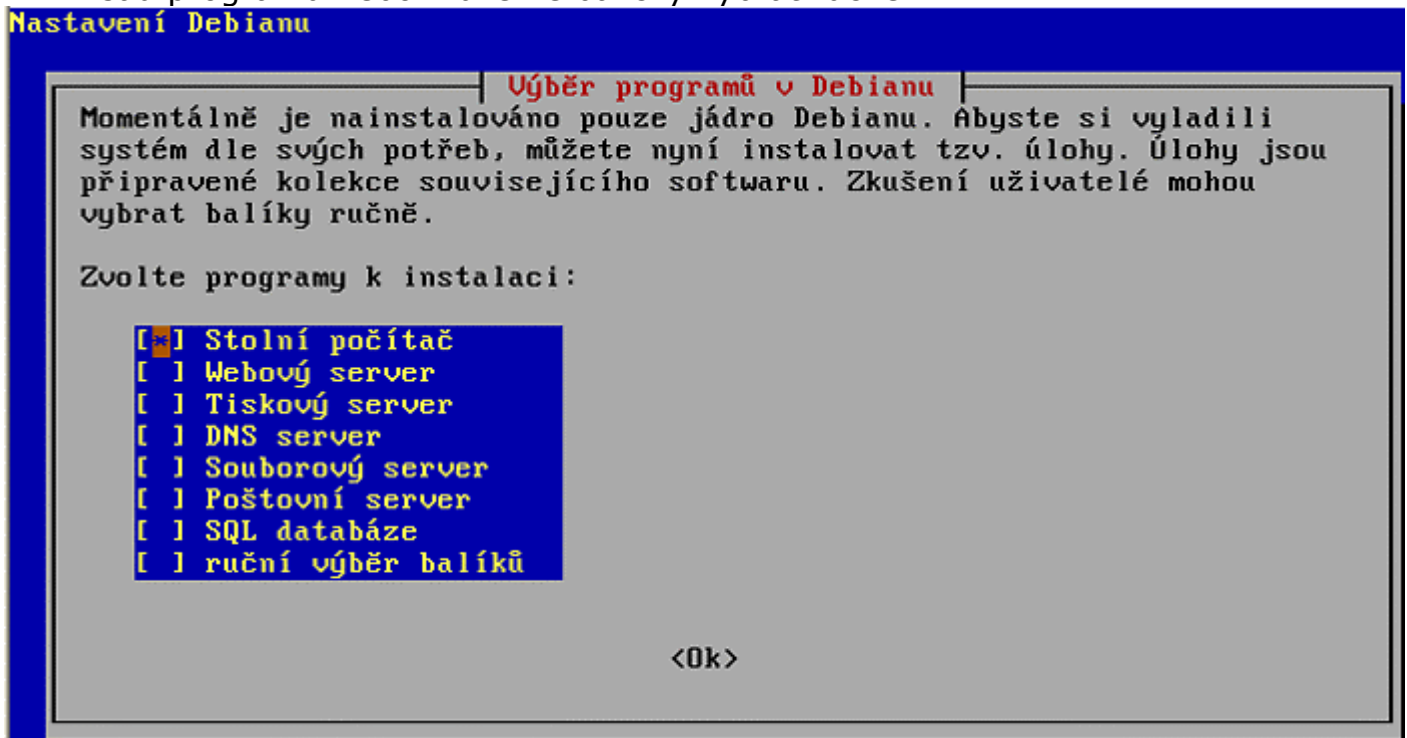 Nastavení Debianu
Výběr programů v Debianu
Momentálně je nainstalováno pouze jádro Debianu. Abyste si vyladili
systém dle svých potřeb, můžete nyní instalovat tzv. úlohy. Úlohy jsou
připravené kolekce souvisejícího softwaru. Zkušení uživatelé mohou
vybrat balíky ručně.
Zvolte programy k instalaci:
[*] Stolní počítač
[ ] Webový server
[ ] Tiskový server
[ ] DNS server
[ ] Souborový server
[ ] Poštovní server
[ ] SQL databáze
[ ] ruční výběr balíků
<Ok>